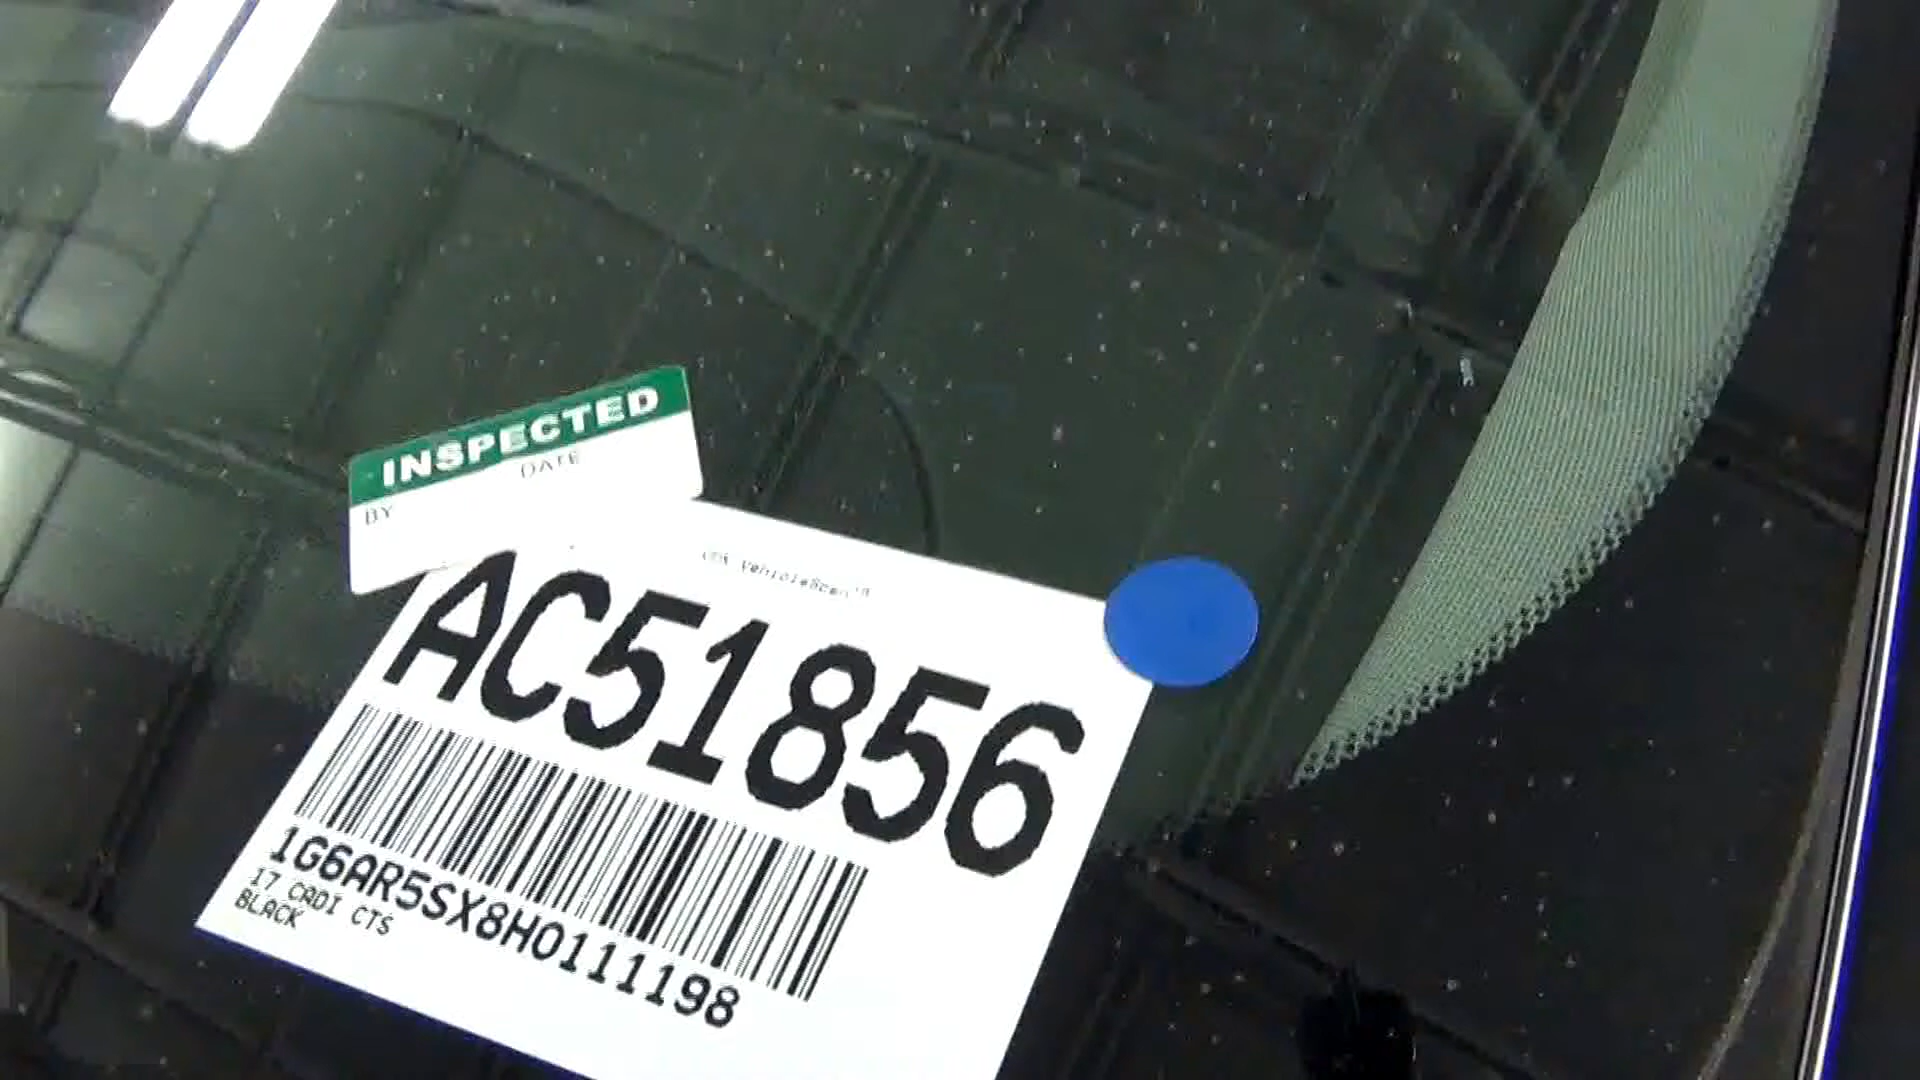 INSPECTED
DATE
BY
AC51856
1G6AR5SX8H0111198
17 CADI CTS
BLACK